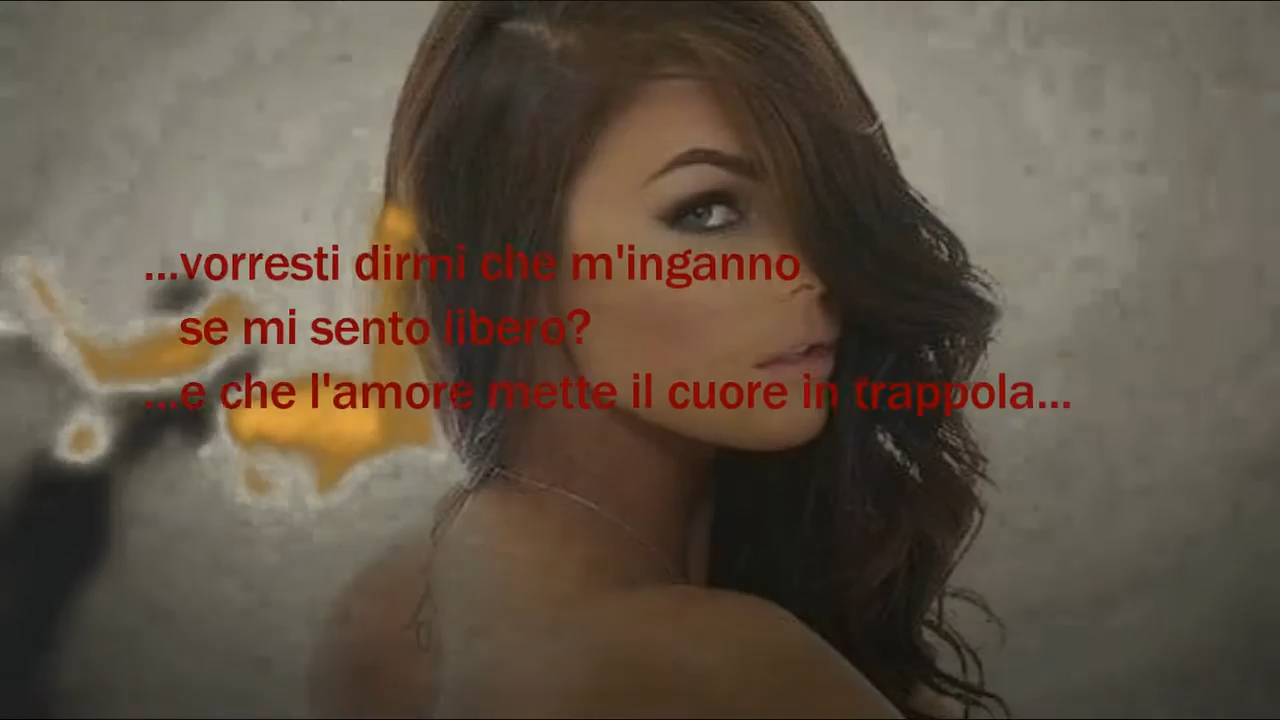 ...vorresti dirmi che m'inganno
se mi sento libero?
...e che l'amore mette il cuore in trappola...